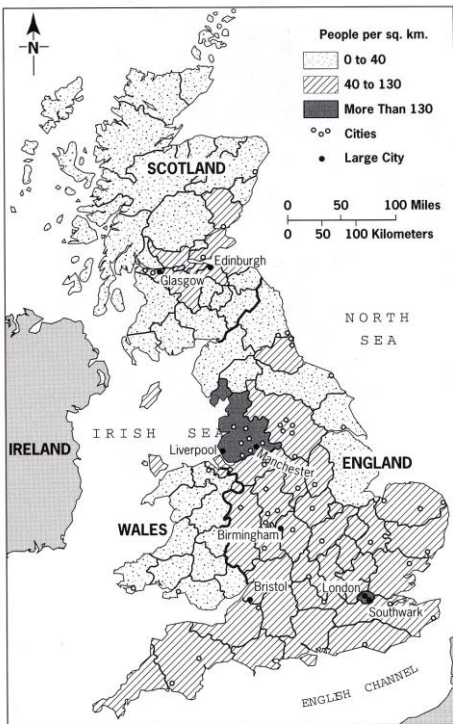 N
People per sq. km.
0 to 40
40 to 130
More Than 130
Cities
Large City
0 50 100 Miles
0 50 100 Kilometers
SCOTLAND
Edinburgh
Glasgow
NORTH
SEA
IRELAND
IRISH SEA
Liverpool
Manchester
ENGLAND
WALES
Birmingham
Bristol
London
Southwark
ENGLISH CHANNEL